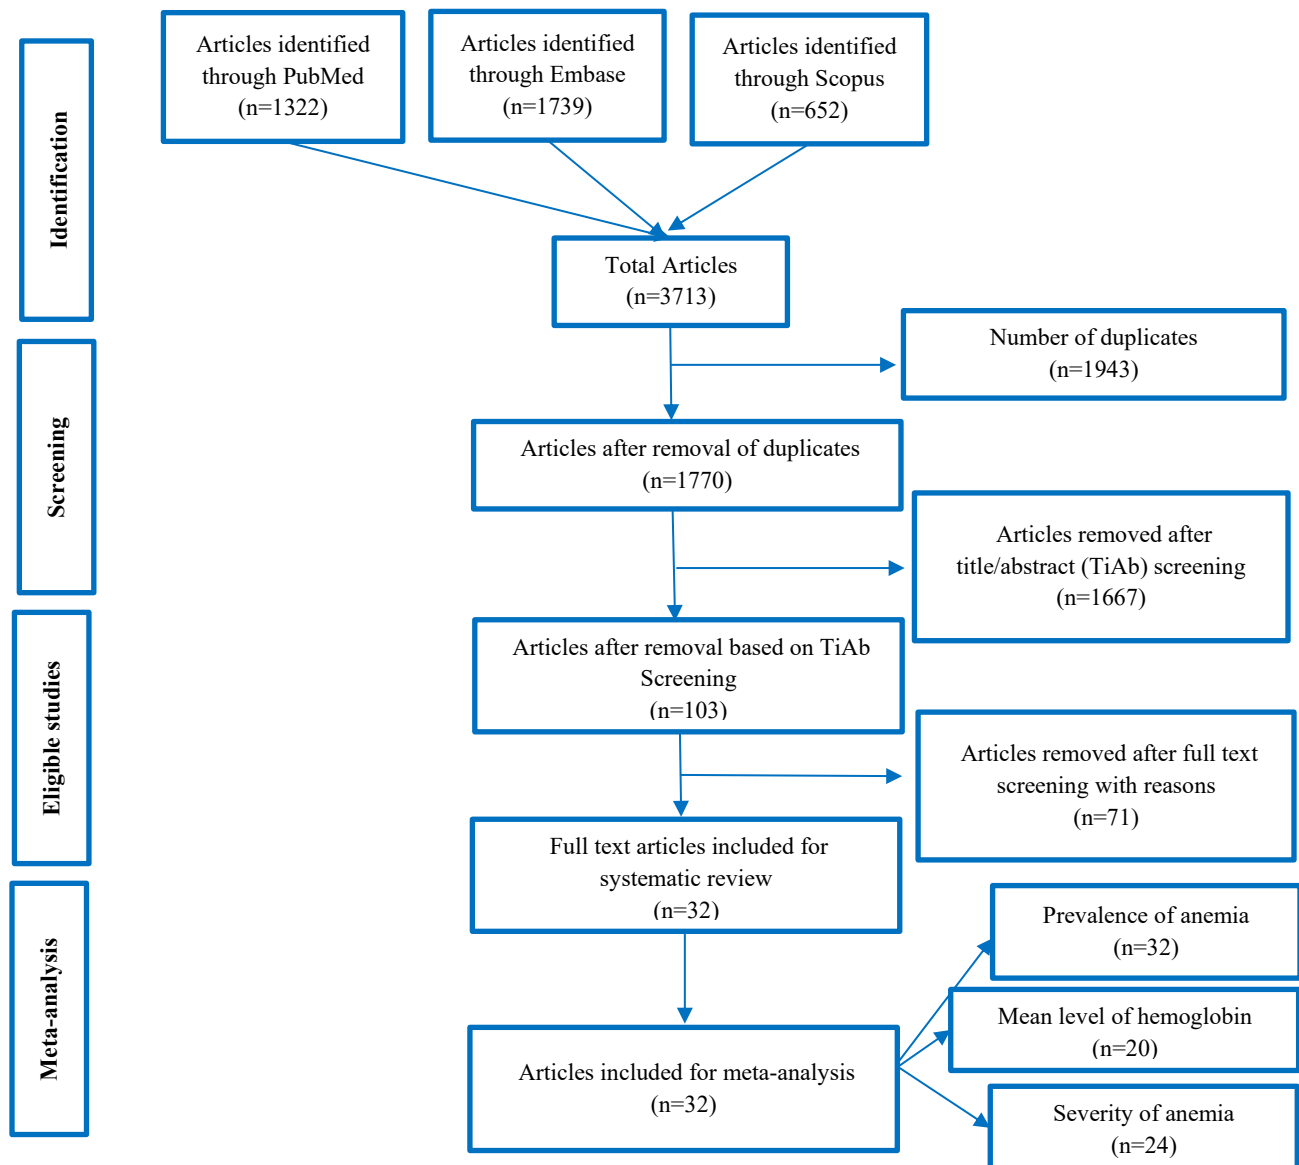 Identification
Articles identified
through PubMed
(n=1322)
Articles identified
through Embase
(n=1739)
Articles identified
through Scopus
(n=652)
Total Articles
(n=3713)
Number of duplicates
(n=1943)
Screening
Articles after removal of duplicates
(n=1770)
Articles removed after
title/abstract (TiAb) screening
(n=1667)
Eligible studies
Articles after removal based on TiAb
Screening
(n=103)
Articles removed after full text
screening with reasons
(n=71)
Full text articles included for
systematic review
(n=32)
Meta-analysis
Articles included for meta-analysis
(n=32)
Prevalence of anemia
(n=32)
Mean level of hemoglobin
(n=20)
Severity of anemia
(n=24)